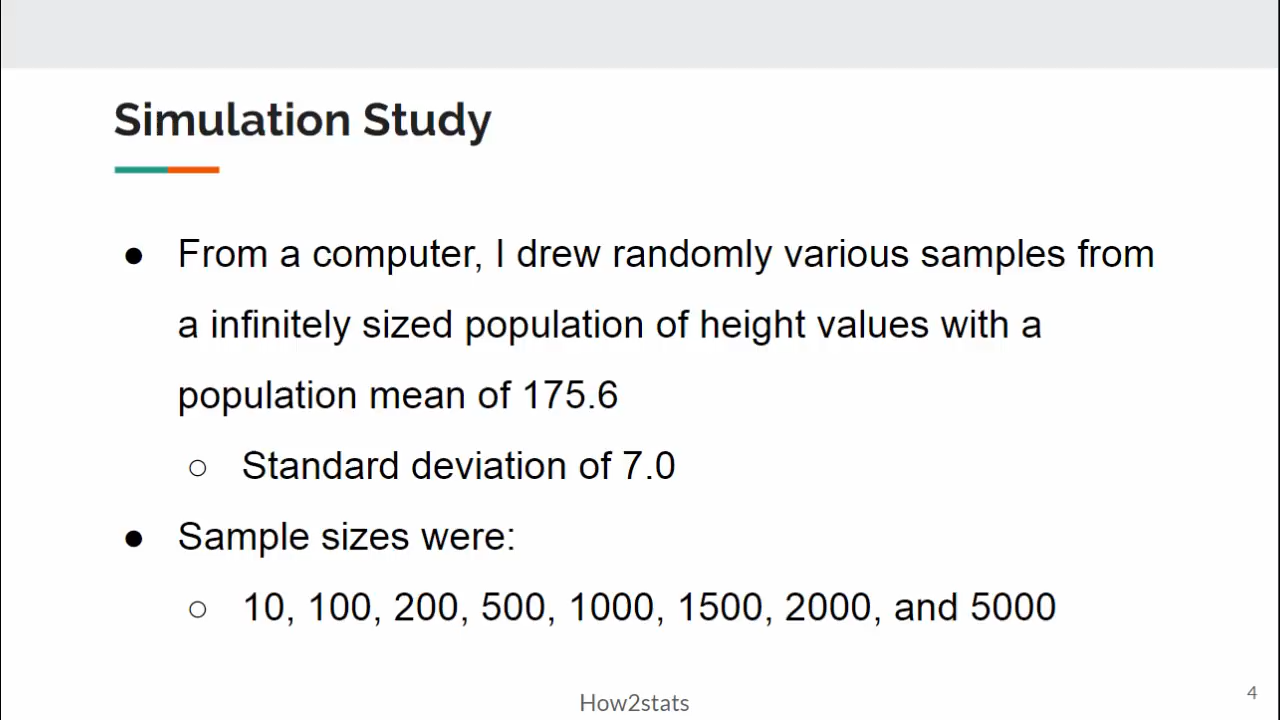 Simulation Study
● From a computer, I drew randomly various samples from
a infinitely sized population of height values with a
population mean of 175.6
○ Standard deviation of 7.0
● Sample sizes were:
○ 10, 100, 200, 500, 1000, 1500, 2000, and 5000
How2stats
4